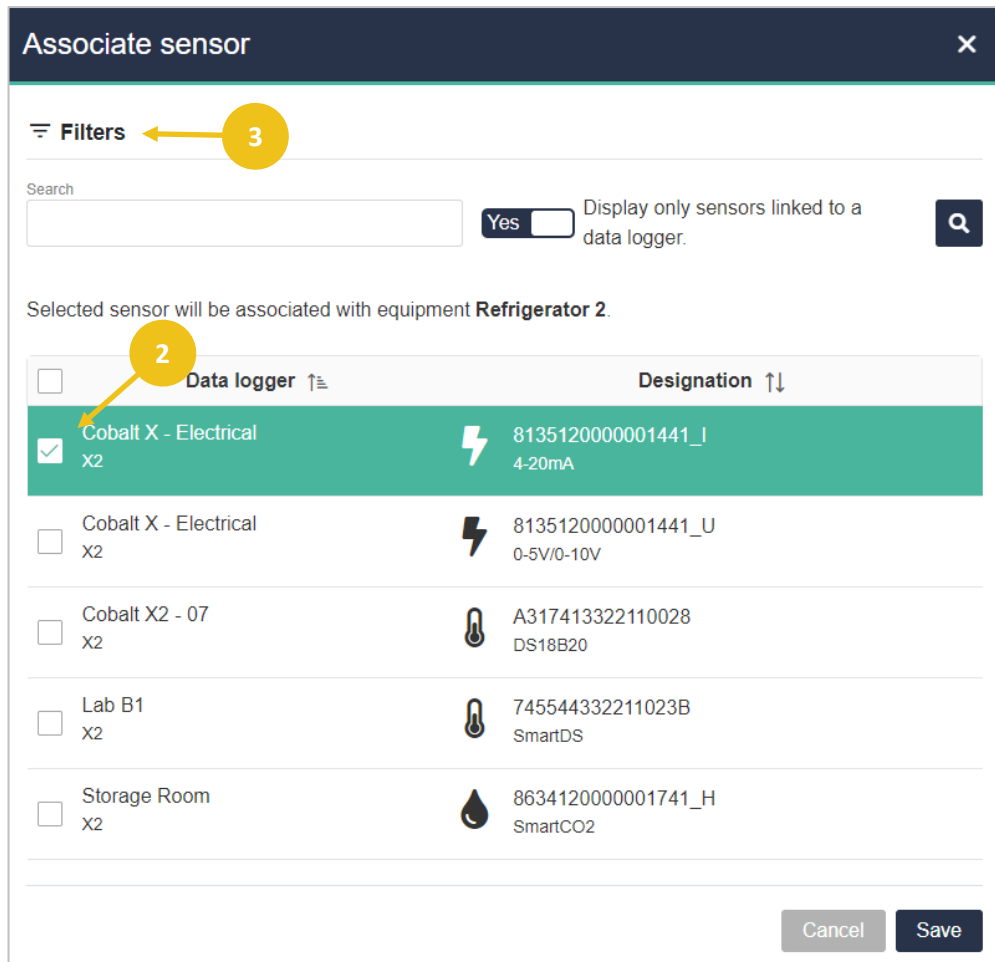 Associate sensor
Filters
3
Search
Yes
Display only sensors linked to a
data logger.
Selected sensor will be associated with equipment Refrigerator 2.
2
Data logger
Designation
Cobalt X - Electrical
X2
8135120000001441_I
4-20mA
Cobalt X - Electrical
X2
8135120000001441_U
0-5V/0-10V
Cobalt X2 - 07
X2
A317413322110028
DS18B20
Lab B1
X2
745544332211023B
SmartDS
Storage Room
X2
8634120000001741_H
SmartCO2
Cancel
Save